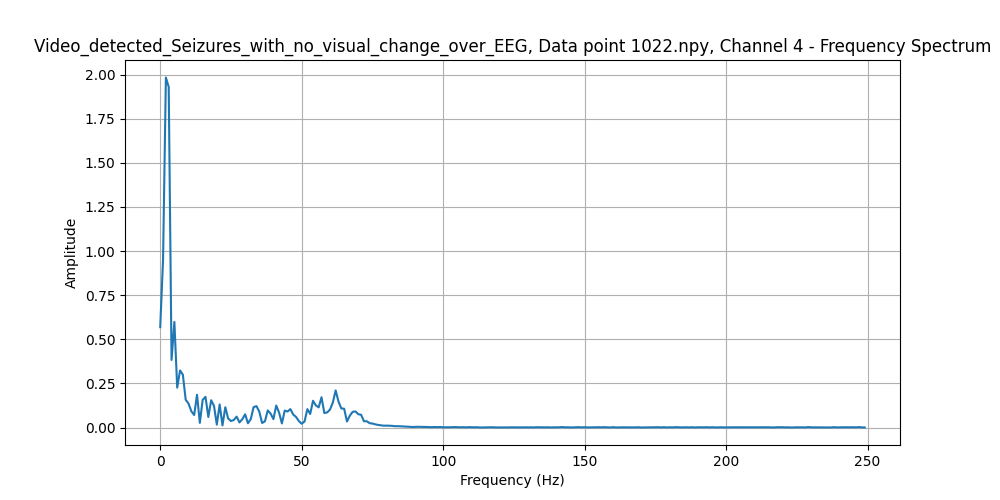 Video_detected_Seizures_with_no_visual_change_over_EEG, Data point 1022.npy, Channel 4 - Frequency Spectrum
2.00
1.75
1.50
1.25
1.00
0.75
0.50
0.25
0.00
Amplitude
0 50 100 150 200 250
Frequency (Hz)